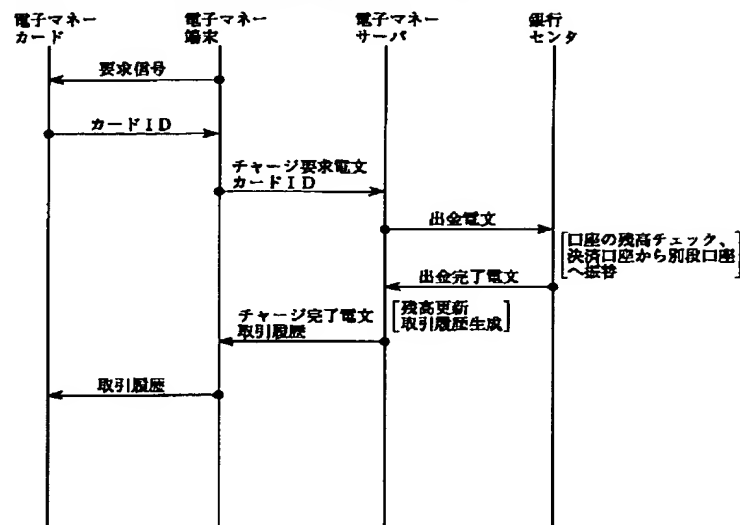 電子マネー
カード
電子マネー
端末
電子マネー
サーバ
銀行
センタ
要求信号
カードID
チャージ要求電文
カードID
出金電文
口座の残高チェック、
決済口座から別段口座
へ振替
出金完了電文
残高更新
取引履歴生成
チャージ完了電文
取引履歴
取引履歴